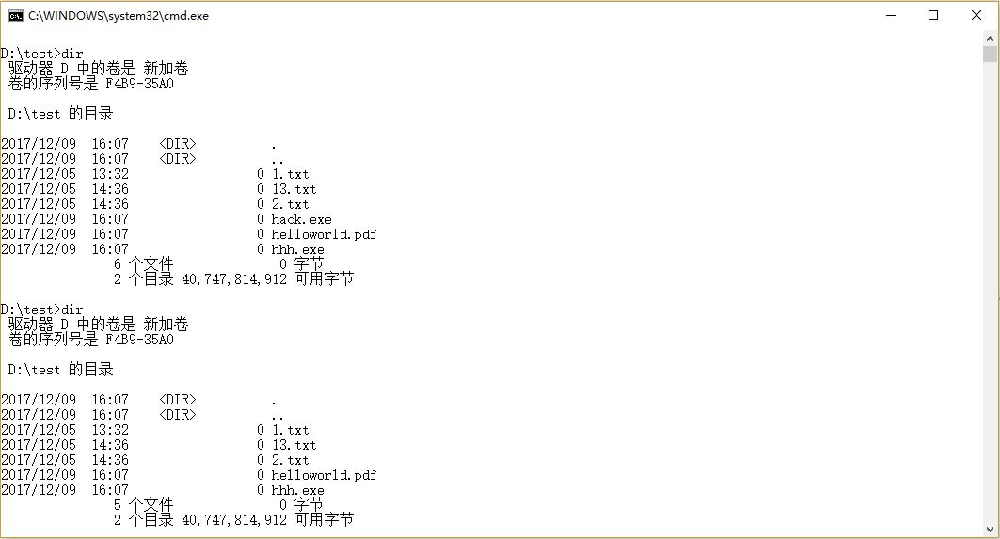 C:\WINDOWS\system32\cmd.exe
D:\test>dir
驱动器 D 中的卷是 新加卷
卷的序列号是 F4B9-35A0
D:\test 的目录
2017/12/09  16:07    <DIR>          .
2017/12/09  16:07    <DIR>          ..
2017/12/05  13:32                 0 1.txt
2017/12/05  14:36                 0 13.txt
2017/12/05  14:36                 0 2.txt
2017/12/09  16:07                 0 hack.exe
2017/12/09  16:07                 0 helloworld.pdf
2017/12/09  16:07                 0 hhh.exe
6 个文件              0 字节
2 个目录 40,747,814,912 可用字节
D:\test>dir
驱动器 D 中的卷是 新加卷
卷的序列号是 F4B9-35A0
D:\test 的目录
2017/12/09  16:07    <DIR>          .
2017/12/09  16:07    <DIR>          ..
2017/12/05  13:32                 0 1.txt
2017/12/05  14:36                 0 13.txt
2017/12/05  14:36                 0 2.txt
2017/12/09  16:07                 0 helloworld.pdf
2017/12/09  16:07                 0 hhh.exe
5 个文件              0 字节
2 个目录 40,747,814,912 可用字节